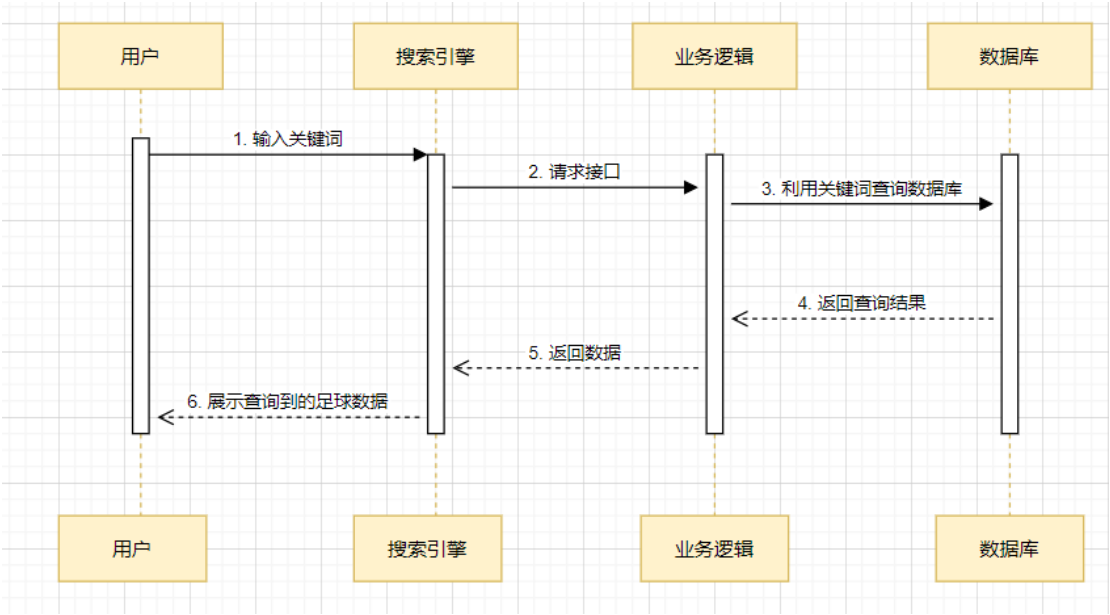 用户
搜索引擎
业务逻辑
数据库
1. 输入关键词
2. 请求接口
3. 利用关键词查询数据库
4. 返回查询结果
5. 返回数据
6. 展示查询到的足球数据
用户
搜索引擎
业务逻辑
数据库